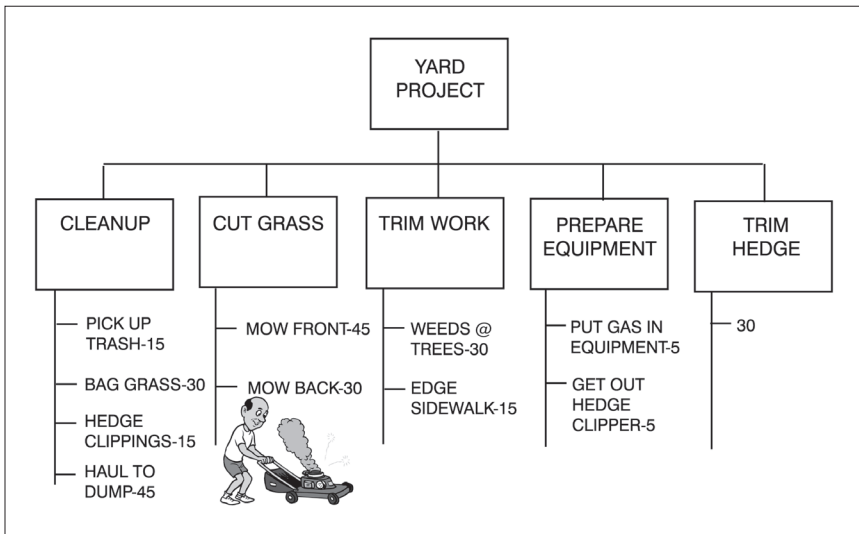 YARD
PROJECT
CLEANUP
CUT GRASS
TRIM WORK
PREPARE
EQUIPMENT
TRIM
HEDGE
PICK UP
TRASH-15
BAG GRASS-30
HEDGE
CLIPPINGS-15
HAUL TO
DUMP-45
MOW FRONT-45
MOW BACK-30
WEEDS @
TREES-30
EDGE
SIDEWALK-15
PUT GAS IN
EQUIPMENT-5
GET OUT
HEDGE
CLIPPER-5
30